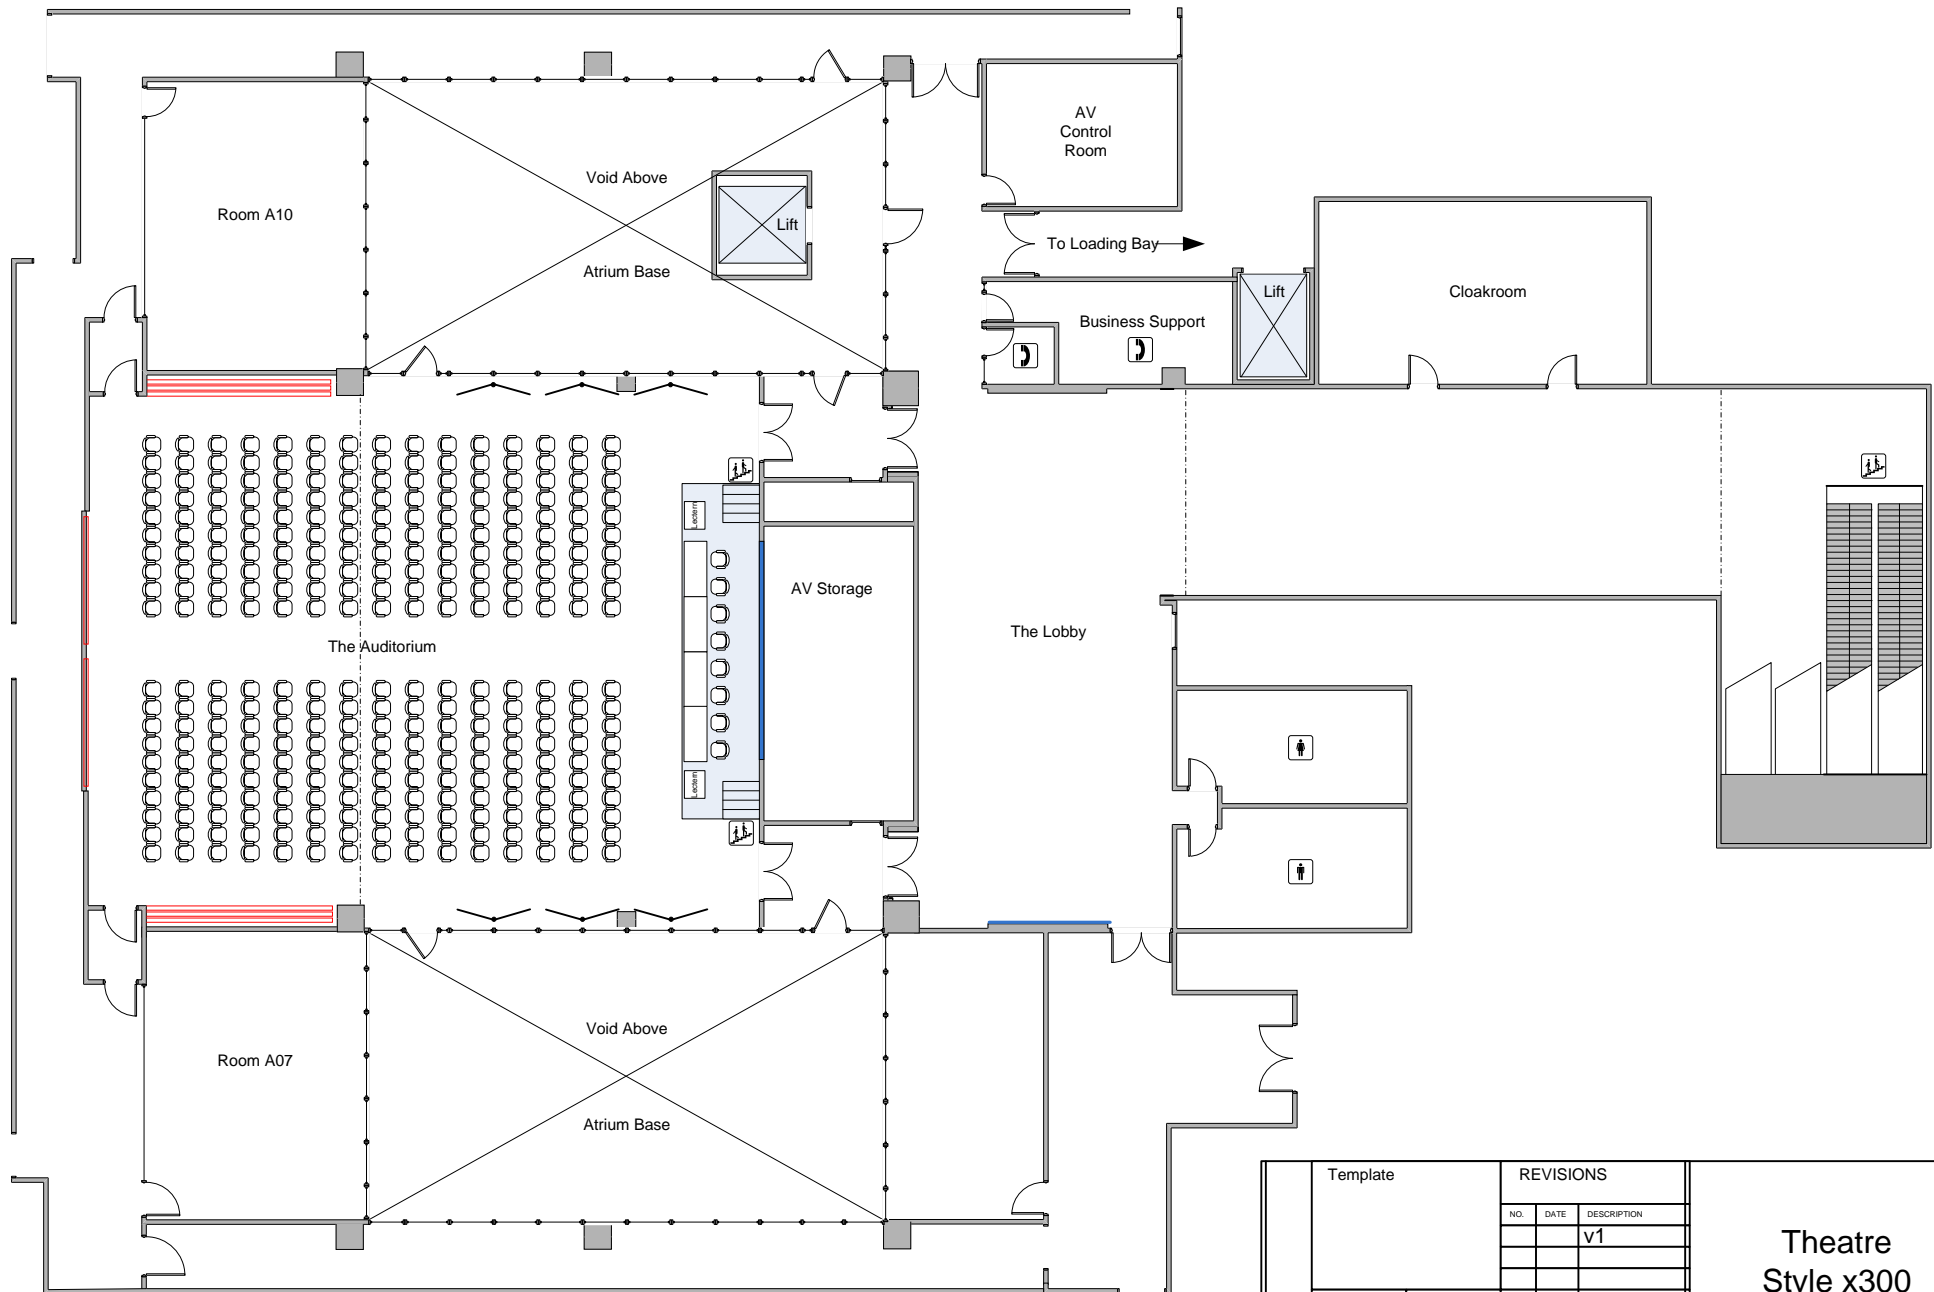 AV
Control
Room
Void Above
Room A10
Lift
To Loading Bay
Atrium Base
Lift
Cloakroom
Business Support
Lectern
AV Storage
The Lobby
The Auditorium
Lectern
Void Above
Room A07
Atrium Base
Template
REVISIONS
NO.
DATE
DESCRIPTION
v1
Theatre
Style x300